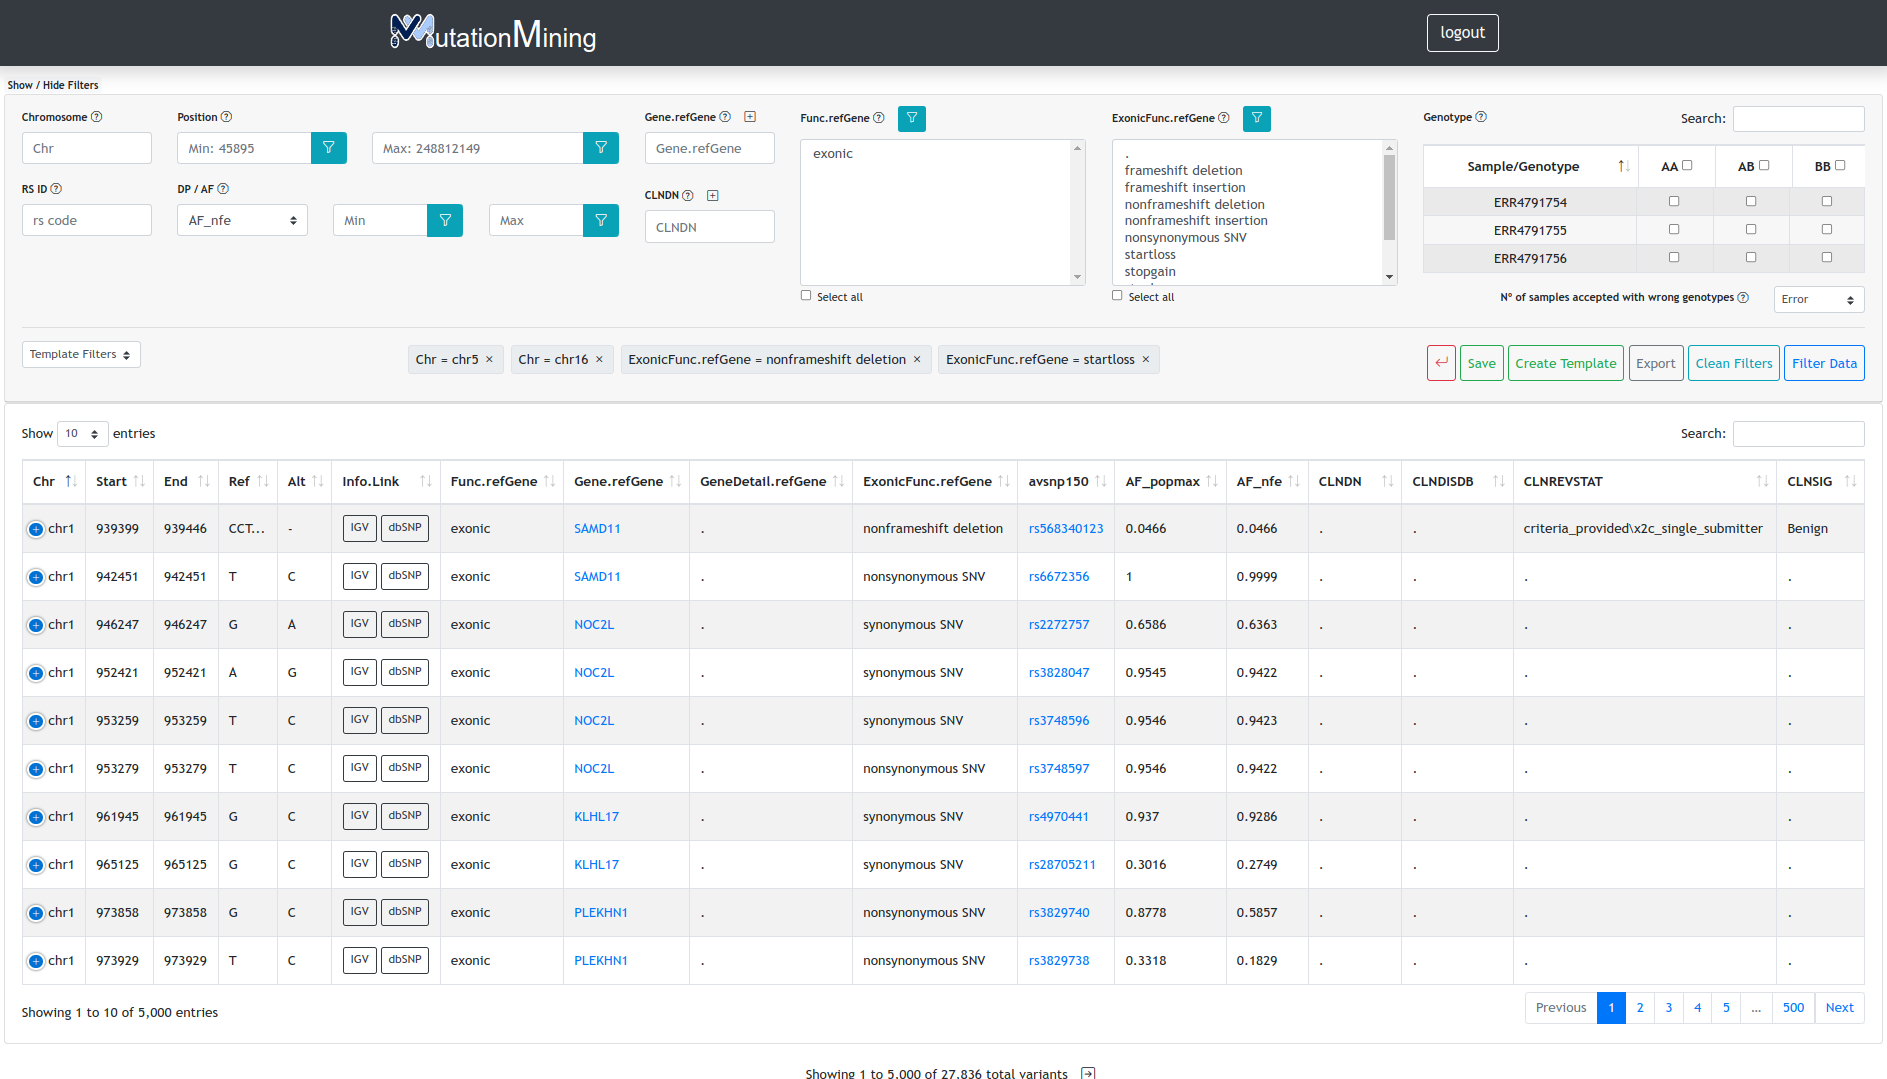 MutationMining
logout
Show / Hide Filters
Chromosome
Position
Gene.refGene
Func.refGene
ExonicFunc.refGene
Genotype
Search:
Chr
Min: 45895
Max: 248812149
Gene.refGene
exonic
.
frameshift deletion
frameshift insertion
nonframeshift deletion
nonframeshift insertion
nonsynonymous SNV
startloss
stopgain
Sample/Genotype AA AB BB
ERR4791754
ERR4791755
ERR4791756
RS ID
DP / AF
CLNDN
rs code
AF_nfe
Min
Max
CLNDN
Select all
Select all
Nº of samples accepted with wrong genotypes
Error
Template Filters
Chr = chr5 ×
Chr = chr16 ×
ExonicFunc.refGene = nonframeshift deletion ×
ExonicFunc.refGene = startloss ×
Save
Create Template
Export
Clean Filters
Filter Data
Show 10 entries
Search:
Chr Start End Ref Alt Info.Link Func.refGene Gene.refGene GeneDetail.refGene ExonicFunc.refGene avsnp150 AF_popmax AF_nfe CLNDN CLNDISDB CLNREVSTAT CLNSIG
chr1 939399 939446 CCT... - IGV dbSNP exonic SAMD11 . nonframeshift deletion rs568340123 0.0466 0.0466 . . criteria_provided\x2c_single_submitter Benign
chr1 942451 942451 T C IGV dbSNP exonic SAMD11 . nonsynonymous SNV rs6672356 1 0.9999 . . . .
chr1 946247 946247 G A IGV dbSNP exonic NOC2L . synonymous SNV rs2272757 0.6586 0.6363 . . . .
chr1 952421 952421 A G IGV dbSNP exonic NOC2L . synonymous SNV rs3828047 0.9545 0.9422 . . . .
chr1 953259 953259 T C IGV dbSNP exonic NOC2L . synonymous SNV rs3748596 0.9546 0.9423 . . . .
chr1 953279 953279 T C IGV dbSNP exonic NOC2L . nonsynonymous SNV rs3748597 0.9546 0.9422 . . . .
chr1 961945 961945 G C IGV dbSNP exonic KLHL17 . synonymous SNV rs4970441 0.937 0.9286 . . . .
chr1 965125 965125 G C IGV dbSNP exonic KLHL17 . synonymous SNV rs28705211 0.3016 0.2749 . . . .
chr1 973858 973858 G C IGV dbSNP exonic PLEKHN1 . nonsynonymous SNV rs3829740 0.8778 0.5857 . . . .
chr1 973929 973929 T C IGV dbSNP exonic PLEKHN1 . nonsynonymous SNV rs3829738 0.3318 0.1829 . . . .
Showing 1 to 10 of 5,000 entries
Previous 1 2 3 4 5 ... 500 Next
Showing 1 to 5,000 of 27,836 total variants